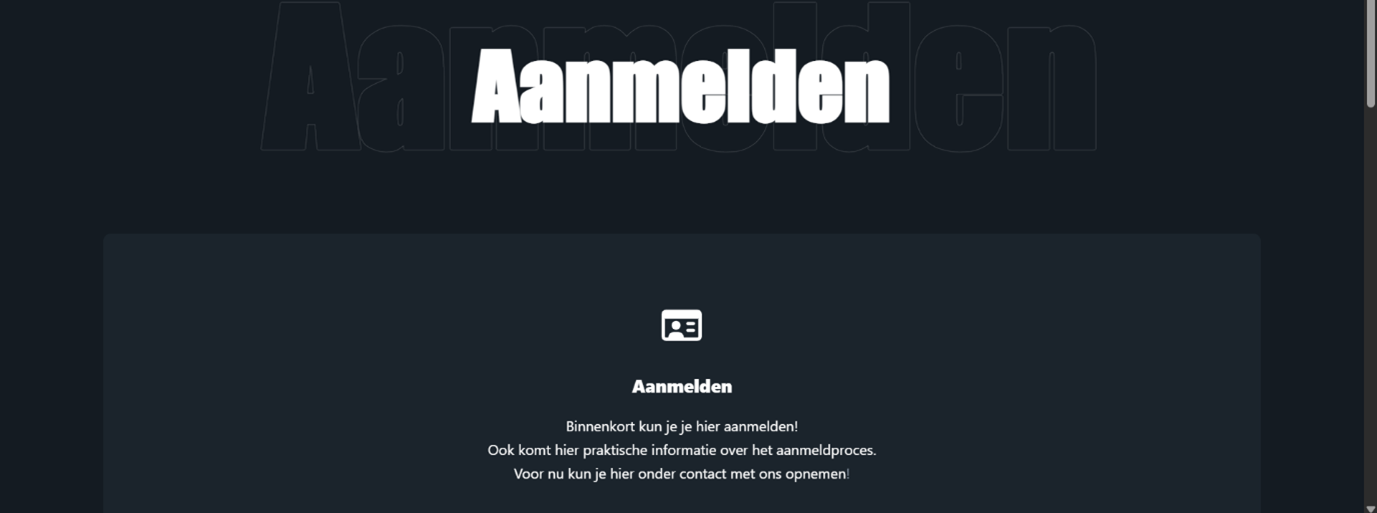 Aanmelden
Aanmelden
Aanmelden
Binnenkort kun je je hier aanmelden!
Ook komt hier praktische informatie over het aanmeldproces.
Voor nu kun je hier onder contact met ons opnemen!